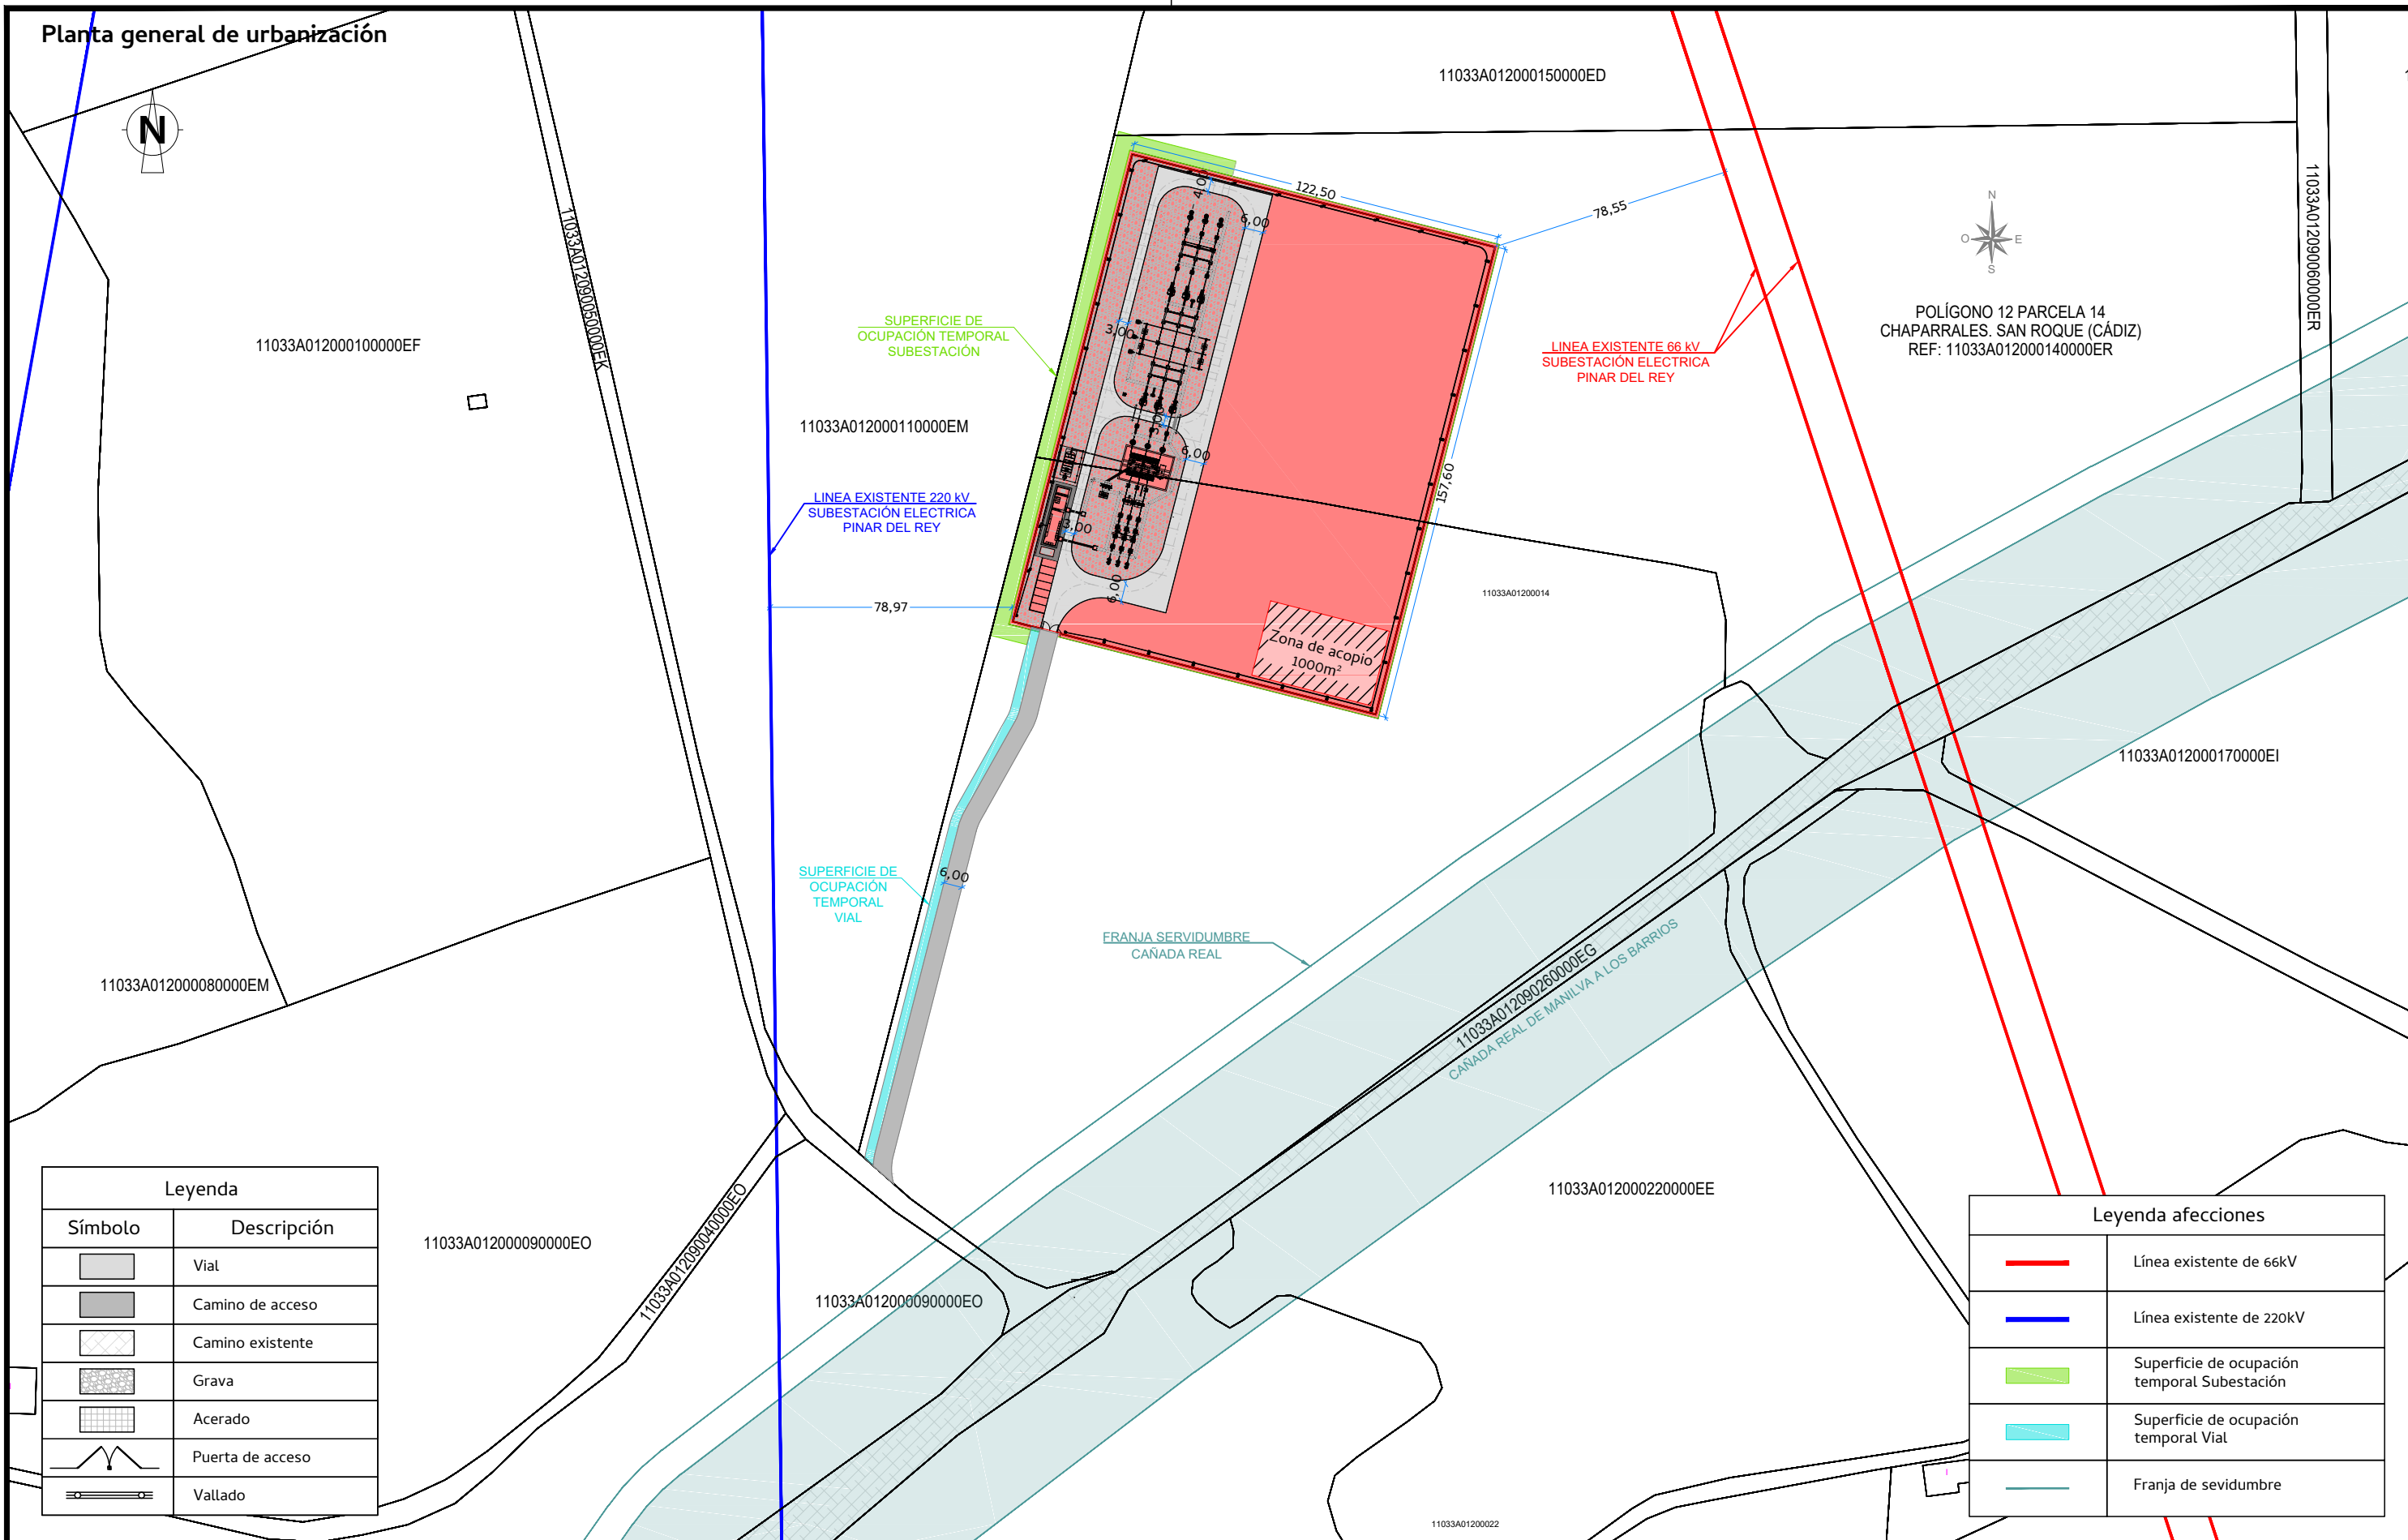 Planta general de urbanización
N
11033A012000150000ED
11033A012090050000EK
11033A012090060000ER
122,50
78,55
4,00
6,00
N
O
E
S
POLÍGONO 12 PARCELA 14
CHAPARRALES. SAN ROQUE (CÁDIZ)
REF: 11033A012000140000ER
SUPERFICIE DE
OCUPACIÓN TEMPORAL
SUBESTACIÓN
3,00
LINEA EXISTENTE 66 kV
SUBESTACIÓN ELECTRICA
PINAR DEL REY
11033A012000100000EF
11033A012000110000EM
3,00
6,00
157,60
LINEA EXISTENTE 220 kV
SUBESTACIÓN ELECTRICA
PINAR DEL REY
3,00
6,00
78,97
11033A01200014
Zona de acopio
1000m²
11033A012000170000EI
SUPERFICIE DE
OCUPACIÓN
TEMPORAL
VIAL
6,00
FRANJA SERVIDUMBRE
CAÑADA REAL
11033A012090260000EG
CAÑADA REAL DE MANILVA A LOS BARRIOS
11033A012000080000EM
11033A012000220000EE
11033A012000090000EO
11033A012090040000EO
11033A012000090000EO
Leyenda
Símbolo Descripción
Vial
Camino de acceso
Camino existente
Grava
Acerado
Puerta de acceso
Vallado
Leyenda afecciones
Línea existente de 66kV
Línea existente de 220kV
Superficie de ocupación
temporal Subestación
Superficie de ocupación
temporal Vial
Franja de sevidumbre
11033A01200022